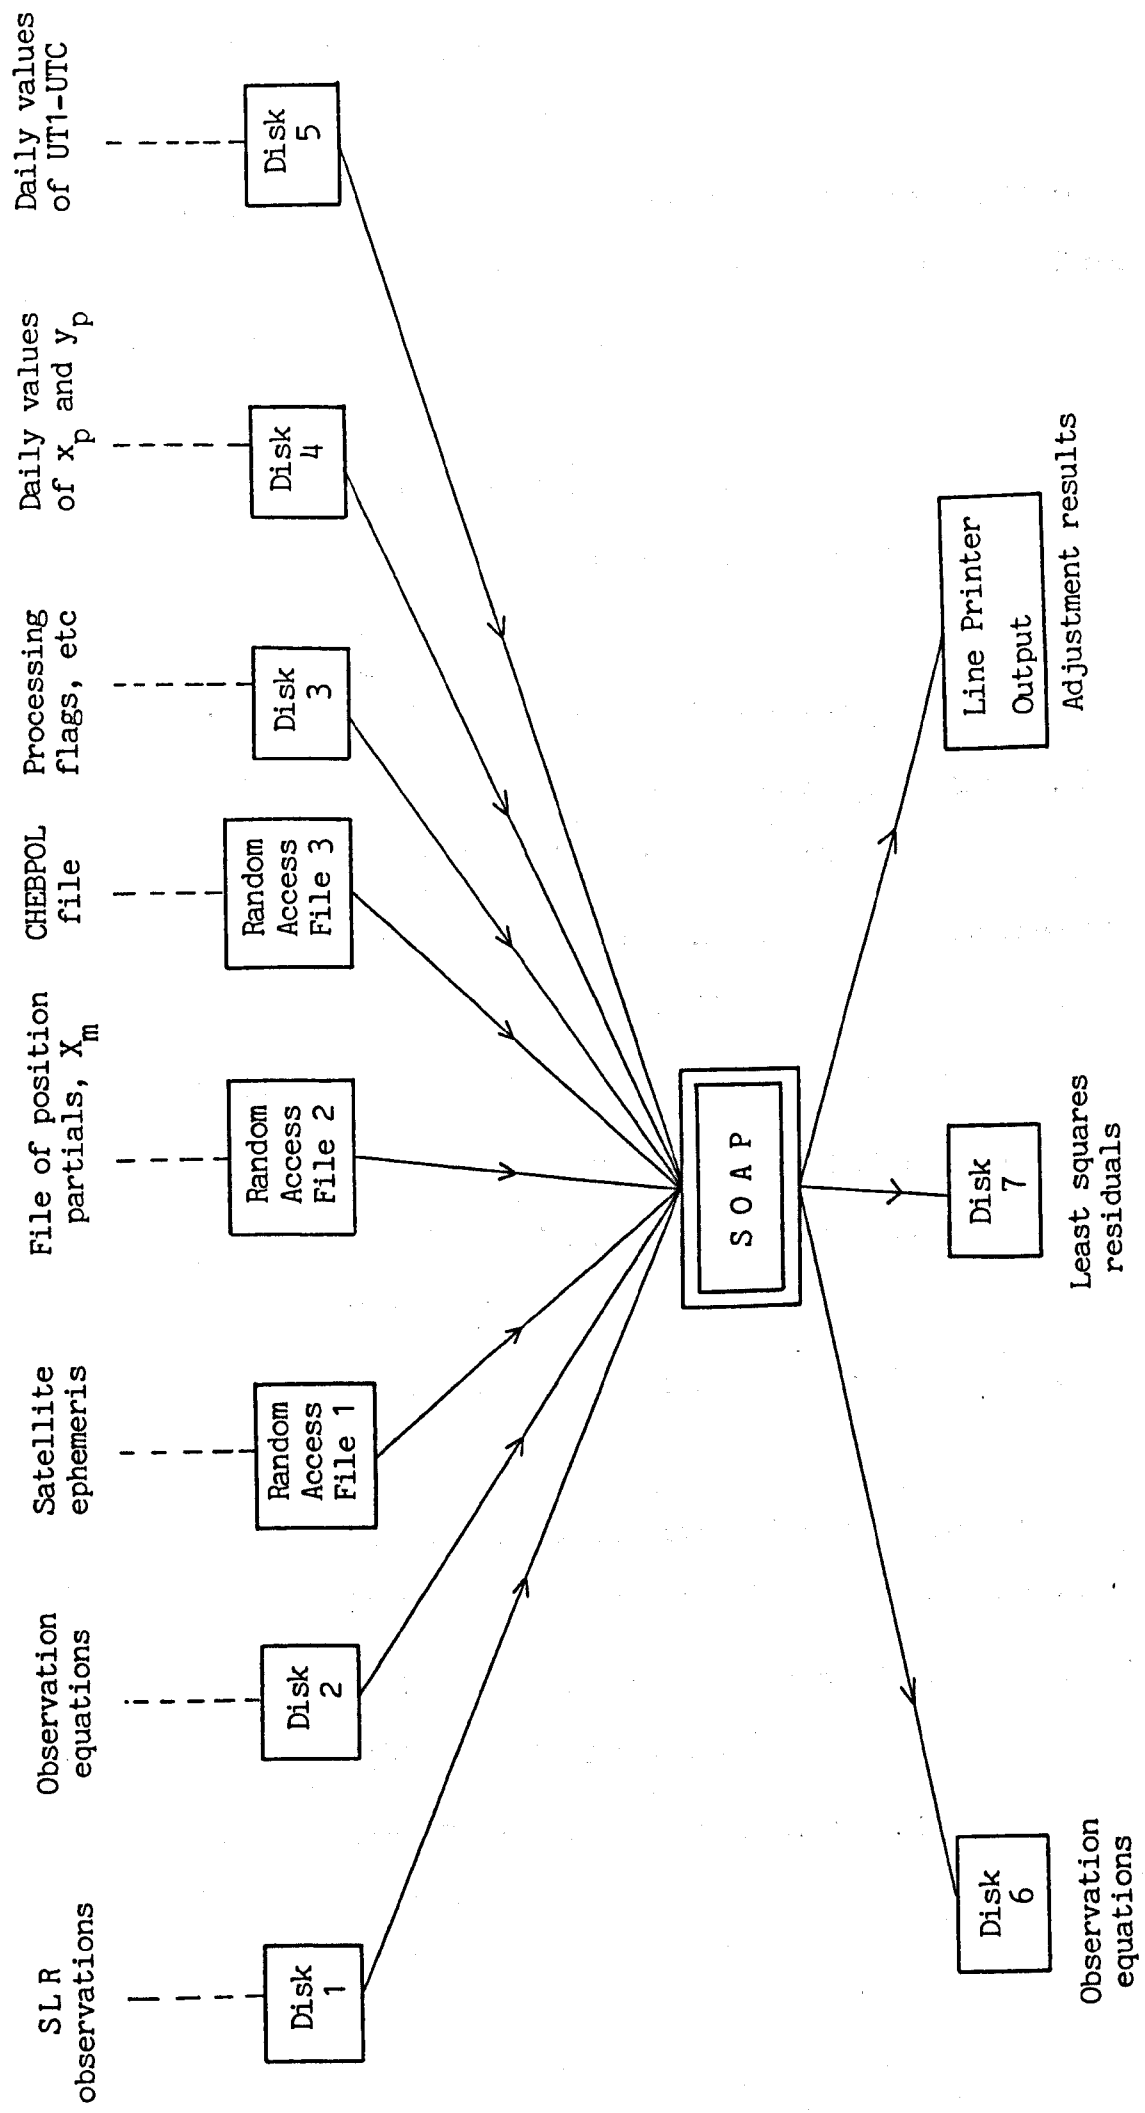 S L R
observations
Observation
equations
Satellite
ephemeris
File of position
partials, Xm
CHEBPOL
file
Processing
flags, etc
Daily values
of xp and yp
Daily values
of UT1-UTC
Disk
1
Disk
2
Random
Access
File 1
Random
Access
File 2
Random
Access
File 3
Disk
3
Disk
4
Disk
5
S O A P
Disk
6
Disk
7
Line Printer
Output
Observation
equations
Least squares
residuals
Adjustment results